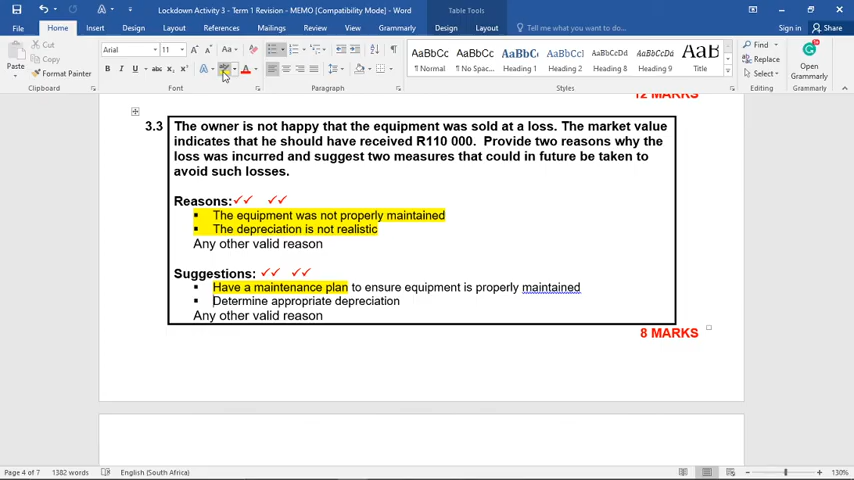 Lockdown Activity 3 - Term 1 Revision - MEMO [Compatibility Mode] - Word
Table Tools
Sign in
File Home Insert Draw Design Layout References Mailings Review View Grammarly Design Layout Tell me what you want to do... Share
Cut
Copy
Format Painter
Paste
Clipboard
Arial 11
Font
Paragraph
AaBbCc AaBbCc AaBbC AaBbCc AaBbCcDd AaBbCcDd AaB
¶ Normal ¶ No Spac... Heading 1 Heading 2 Heading 8 Heading 9 Title
Styles
Find
Replace
Select
Editing
Open
Grammarly
Grammarly
12 MARKS
3.3 The owner is not happy that the equipment was sold at a loss. The market value
indicates that he should have received R110 000. Provide two reasons why the
loss was incurred and suggest two measures that could in future be taken to
avoid such losses.
Reasons:✓✓ ✓✓
▪ The equipment was not properly maintained
▪ The depreciation is not realistic
Any other valid reason
Suggestions: ✓✓ ✓✓
▪ Have a maintenance plan to ensure equipment is properly maintained
▪ Determine appropriate depreciation
Any other valid reason
8 MARKS
Page 4 of 7 1382 words English (South Africa) 130%